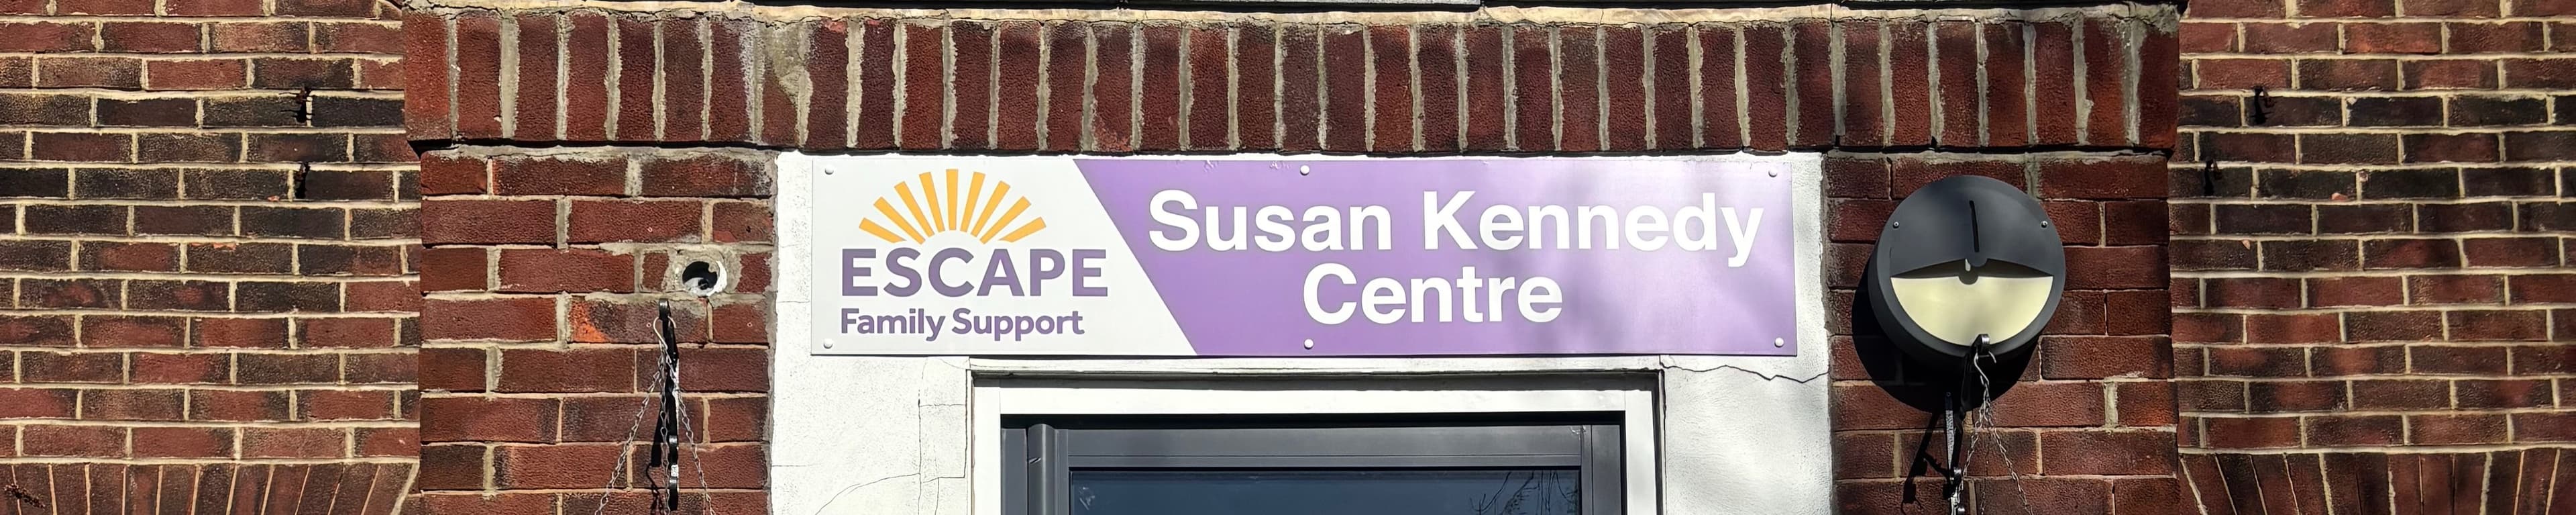 ESCAPE
Family Support
Susan Kennedy
Centre